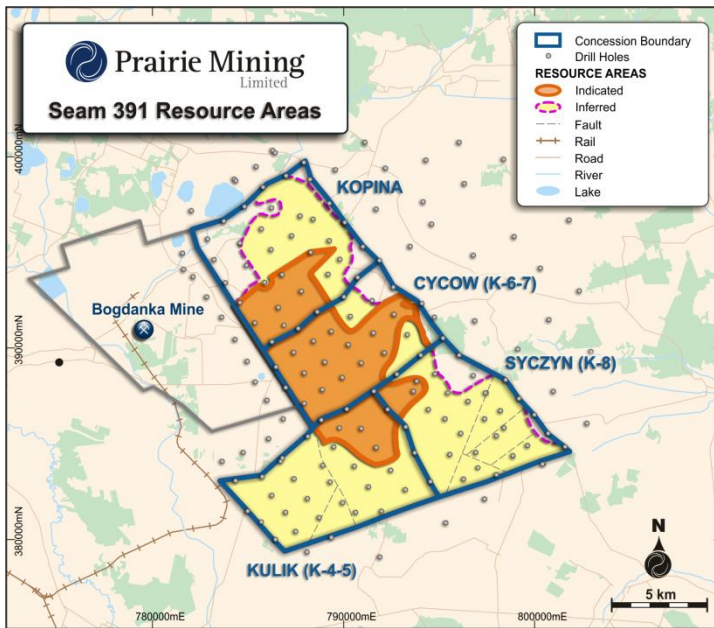 Prairie Mining
Limited
Seam 391 Resource Areas
Concession Boundary
Drill Holes
RESOURCE AREAS
Indicated
Inferred
Fault
Rail
Road
River
Lake
400000mN
KOPINA
CYCOW (K-6-7)
Bogdanka Mine
390000mN
SYCZYN (K-8)
380000mN
KULIK (K-4-5)
N
5 km
780000mE
790000mE
800000mE